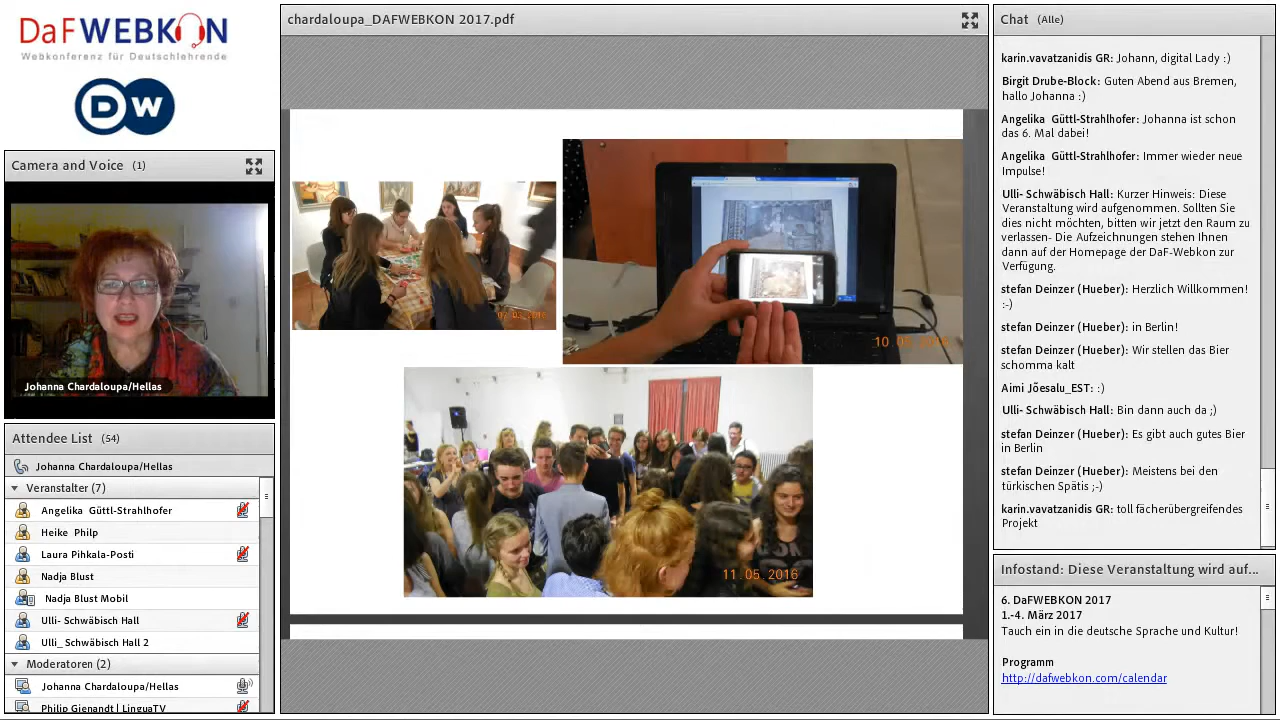 DaFWEBKON
Webkonferenz für Deutschlehrende
DW
Camera and Voice (1)
Johanna Chardaloupa/Hellas
Attendee List (54)
Johanna Chardaloupa/Hellas
Veranstalter (7)
Angelika Güttl-Strahlhofer
Heike Philp
Laura Pihkala-Posti
Nadja Blust
Nadja Blust Mobil
Ulli- Schwäbisch Hall
Ulli_ Schwäbisch Hall 2
Moderatoren (2)
Johanna Chardaloupa/Hellas
Philip Gienandt | LinguaTV
chardaloupa_DAFWEBKON 2017.pdf
07.03.2016
11.05.2016
Chat (Alle)
karin.vavatzanidis GR: Johann, digital Lady :)
Birgit Drube-Block: Guten Abend aus Bremen,
hallo Johanna :)
Angelika Güttl-Strahlhofer: Johanna ist schon
das 6. Mal dabei!
Angelika Güttl-Strahlhofer: Immer wieder neue
Impulse!
Ulli- Schwäbisch Hall: Kurzer Hinweis: Diese
Veranstaltung wird aufgenommen. Sollten Sie
dies nicht möchten, bitten wir jetzt den Raum zu
verlassen- Die Aufzeichnungen stehen Ihnen
dann auf der Homepage der DaF-Webkon zur
Verfügung.
stefan Deinzer (Hueber): Herzlich Willkommen!
:-)
stefan Deinzer (Hueber): in Berlin!
stefan Deinzer (Hueber): Wir stellen das Bier
schomma kalt
Aimi Jõesalu_EST: :)
Ulli- Schwäbisch Hall: Bin dann auch da ;)
stefan Deinzer (Hueber): Es gibt auch gutes Bier
in Berlin
stefan Deinzer (Hueber): Meistens bei den
türkischen Spätis ;-)
karin.vavatzanidis GR: toll fächerübergreifendes
Projekt
Infostand: Diese Veranstaltung wird auf...
6. DaFWEBKON 2017
1.-4. März 2017
Tauch ein in die deutsche Sprache und Kultur!
Programm
http://dafwebkon.com/calendar